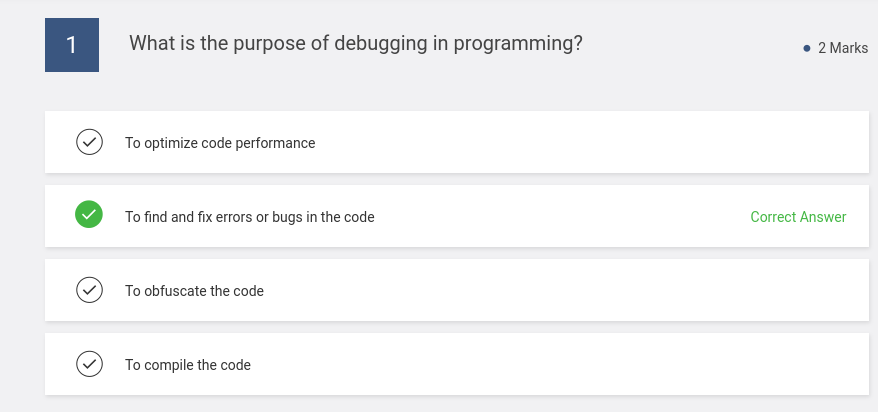 1
What is the purpose of debugging in programming?
2 Marks
To optimize code performance
To find and fix errors or bugs in the code
Correct Answer
To obfuscate the code
To compile the code